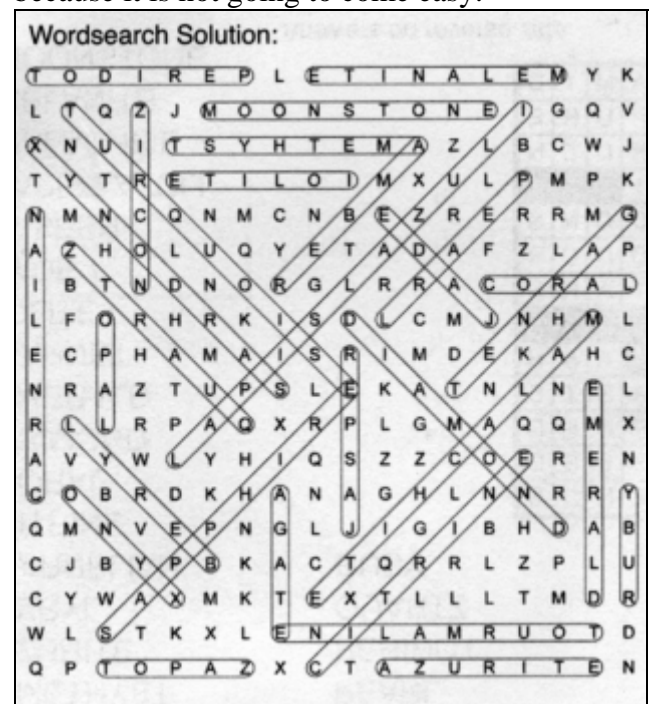 because it is not going to come easy.
Wordsearch Solution:
T O D I R E P L E T I N A L E M Y K
L T Q Z J M O O N S T O N E I G Q V
X N U I T S Y H T E M A Z L B C W J
T Y T R E T I L O I M X U L P M P K
N M N C Q N M C N B E Z R E R R M G
A Z H O L U Q Y E T A D A F Z L A P
I B T N D N O R G L R R A C O R A L
L F O R H R K I S O L C M J N H M L
E C P H A M A I S R I M D E K A H C
N R A Z T U P S L E K A T N L N E L
R L L R P A Q X R P L G M A Q Q M X
A V Y W L Y H I Q S Z Z C O E R E N
C O B R D K H A N A G H L N N R R Y
Q M N V E P N G L J I G I B H D A B
C J B Y P B K A C T Q R R L Z P L U
C Y W A X M K T E X T L L L T M D R
W L S T K X L E N I L A M R U O T D
Q P T O P A Z X C T A Z U R I T E N